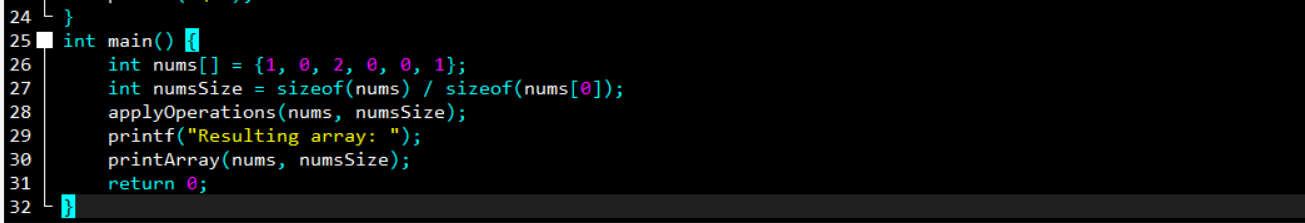 24 }
25 int main() {
26 int nums[] = {1, 0, 2, 0, 0, 1};
27 int numsSize = sizeof(nums) / sizeof(nums[0]);
28 applyOperations(nums, numsSize);
29 printf("Resulting array: ");
30 printArray(nums, numsSize);
31 return 0;
32 }